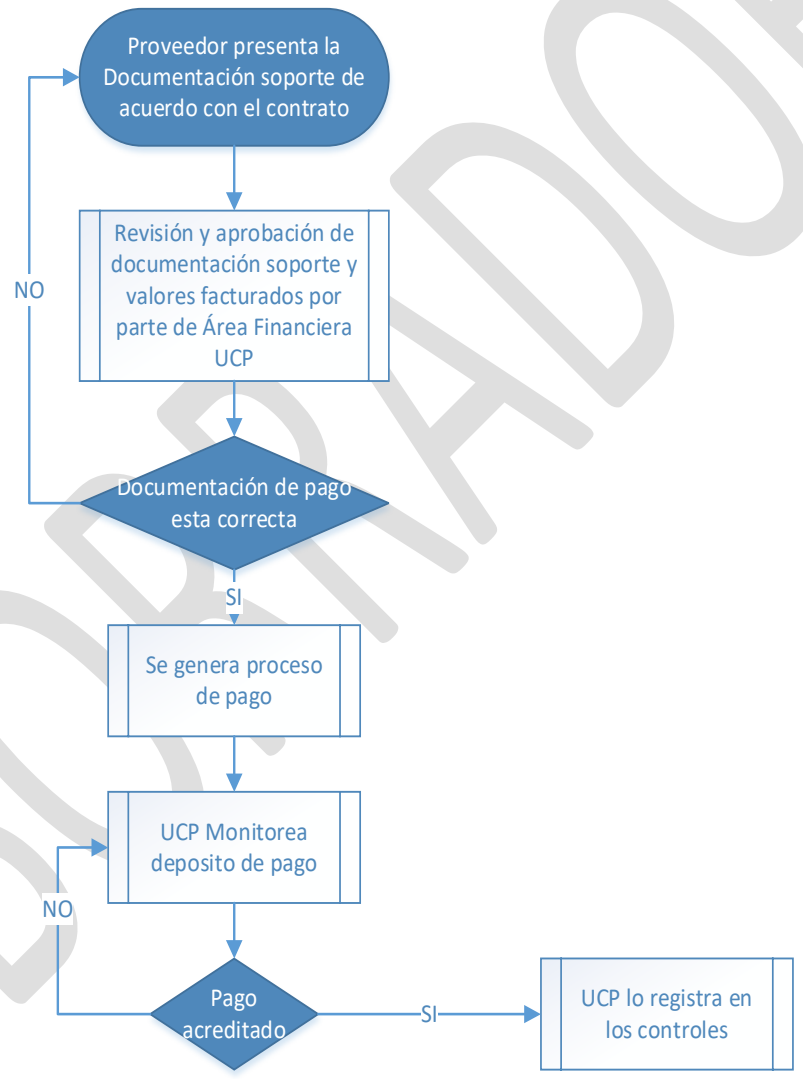 Proveedor presenta la
Documentación soporte de
acuerdo con el contrato
Revisión y aprobación de
documentación soporte y
valores facturados por
parte de Área Financiera
UCP
NO
Documentación de pago
esta correcta
SI
Se genera proceso
de pago
UCP Monitorea
deposito de pago
NO
Pago
acreditado
SI
UCP lo registra en
los controles
BORRADOR